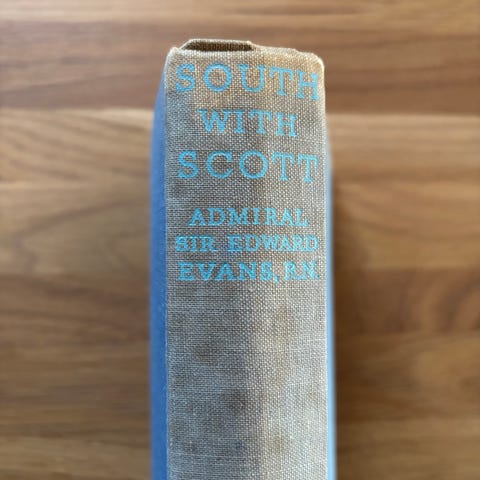 SOUTH
WITH
SCOTT
ADMIRAL
SIR EDWARD
EVANS, R.N.